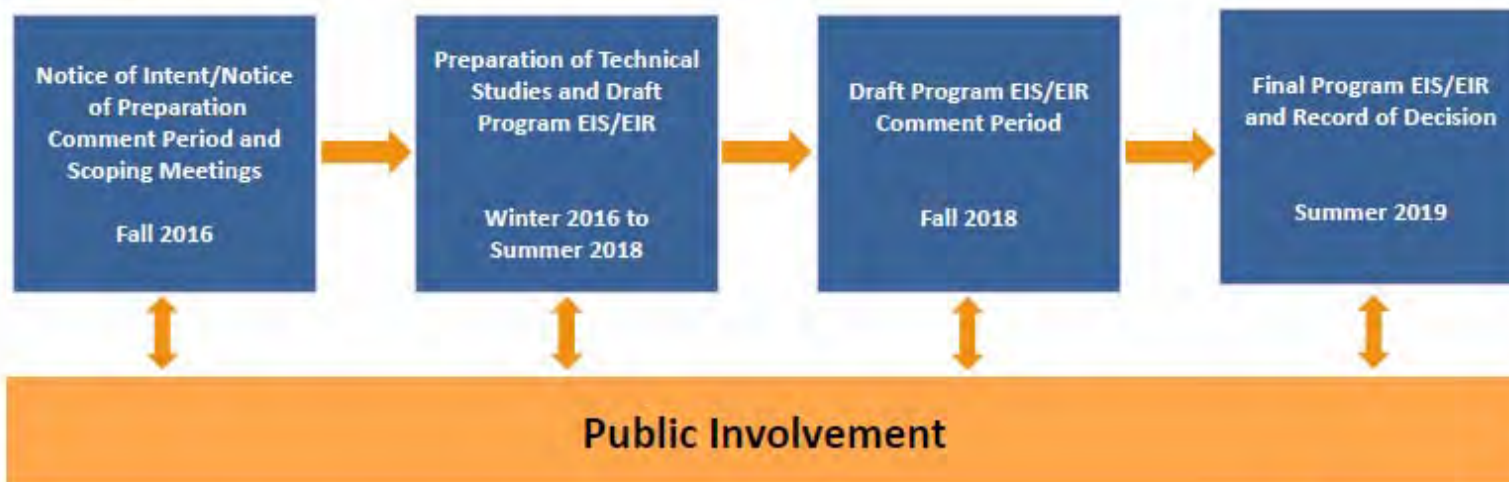 Notice of Intent/Notice
of Preparation
Comment Period and
Scoping Meetings
Fall 2016
Preparation of Technical
Studies and Draft
Program EIS/EIR
Winter 2016 to
Summer 2018
Draft Program EIS/EIR
Comment Period
Fall 2018
Final Program EIS/EIR
and Record of Decision
Summer 2019
Public Involvement